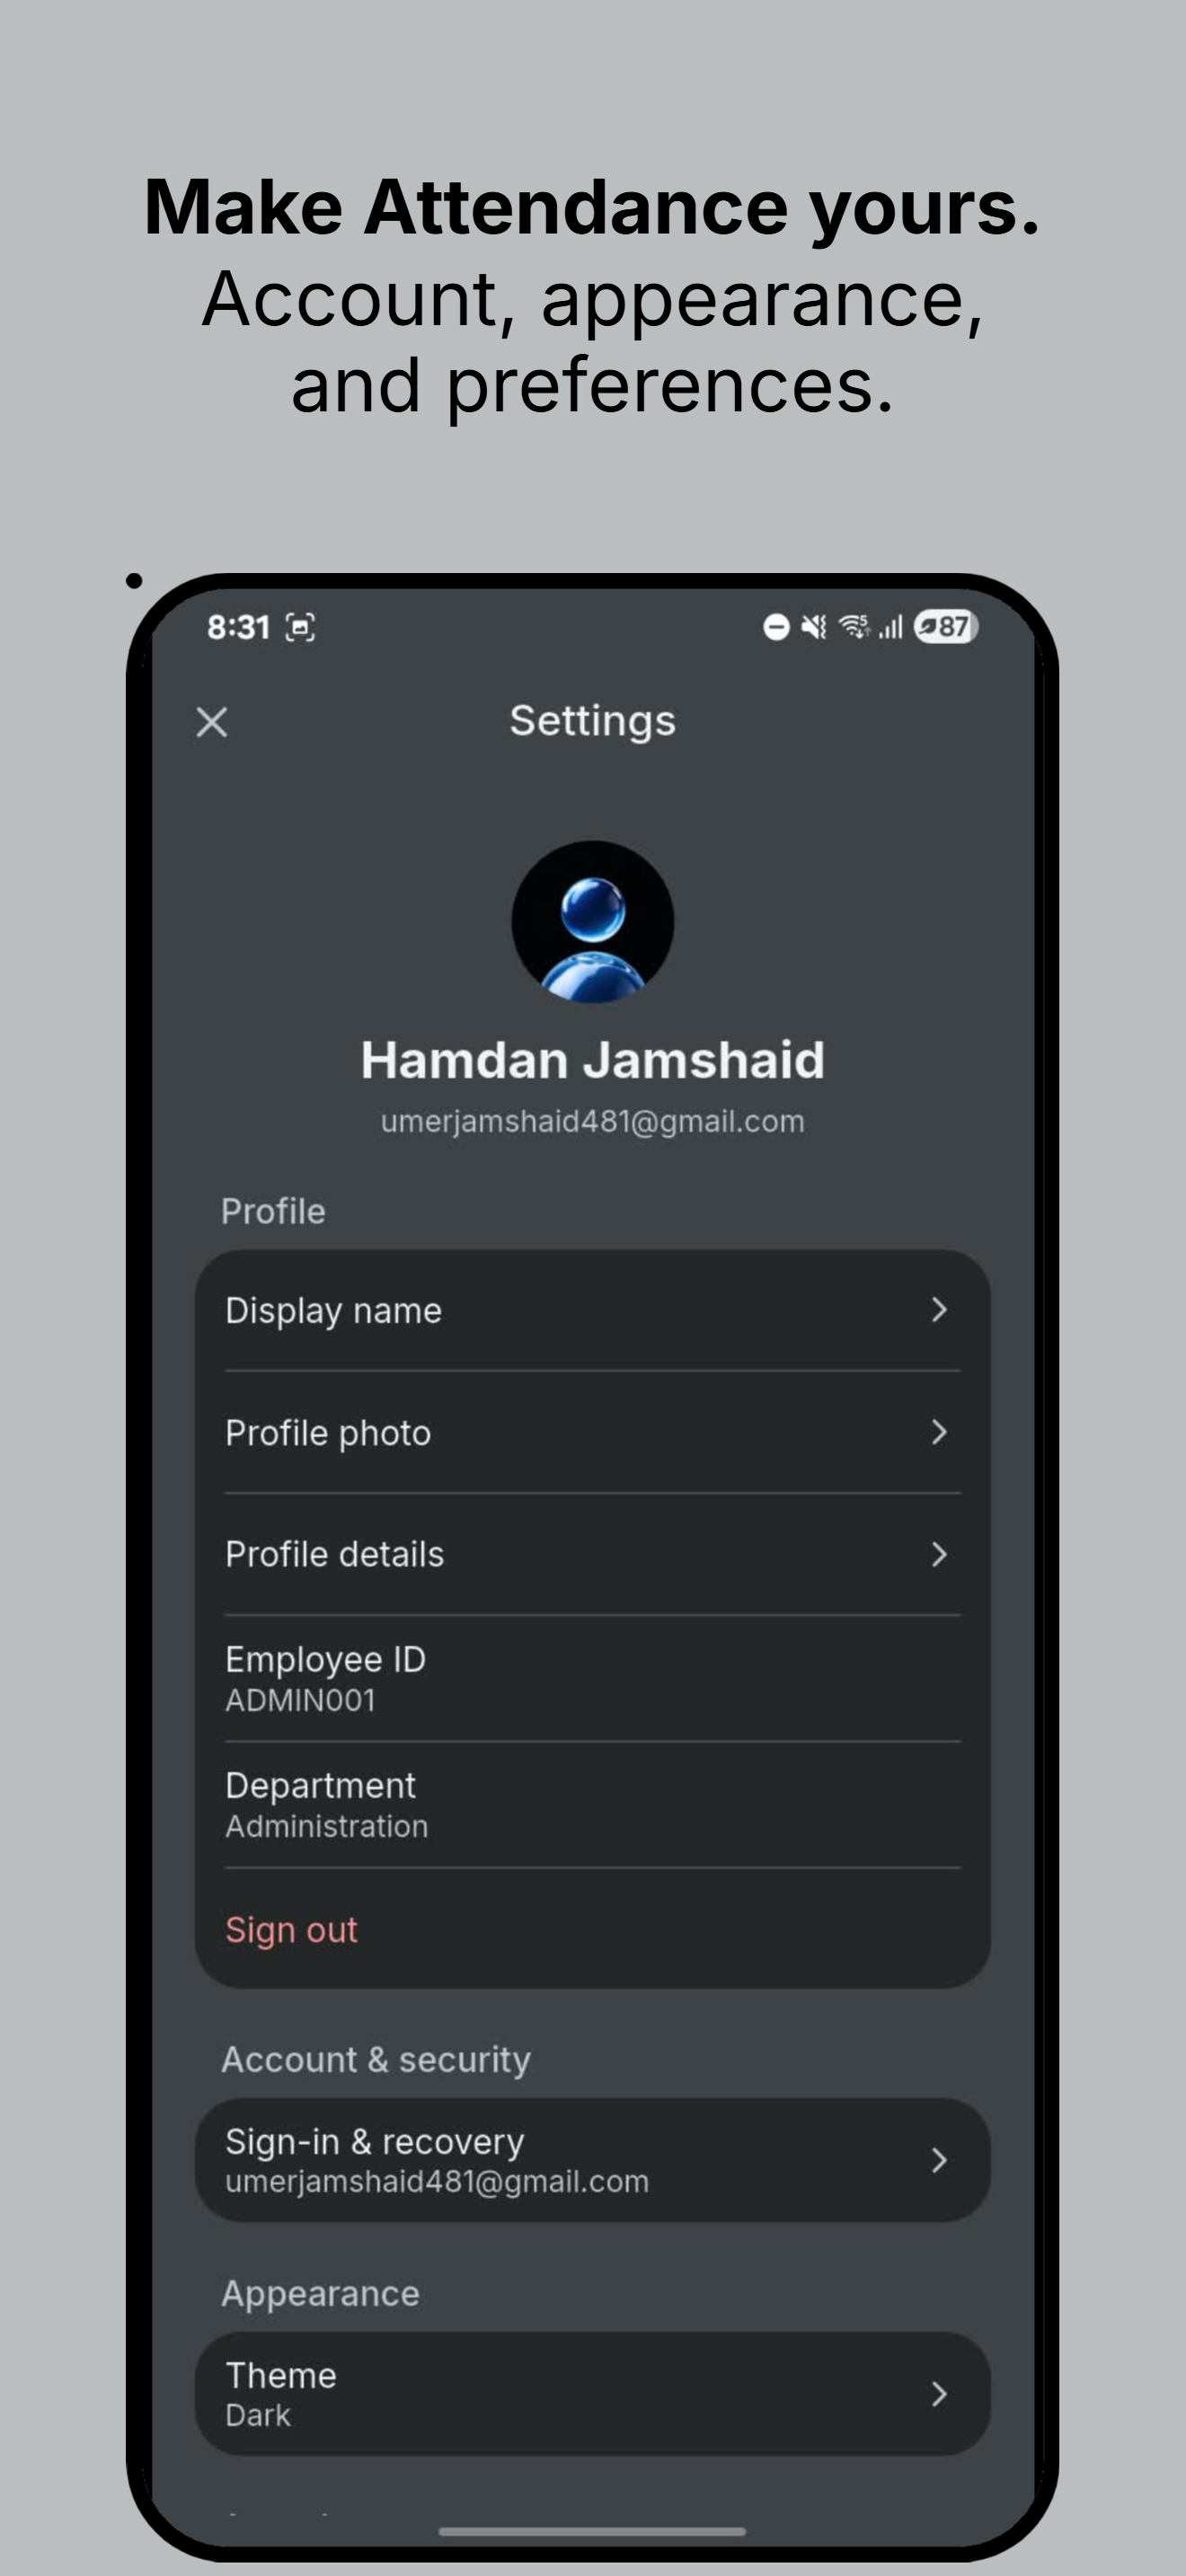 Make Attendance yours.
Account, appearance,
and preferences.
8:31
5
87
Settings
Hamdan Jamshaid
umerjamshaid481@gmail.com
Profile
Display name
Profile photo
Profile details
Employee ID
ADMIN001
Department
Administration
Sign out
Account & security
Sign-in & recovery
umerjamshaid481@gmail.com
Appearance
Theme
Dark